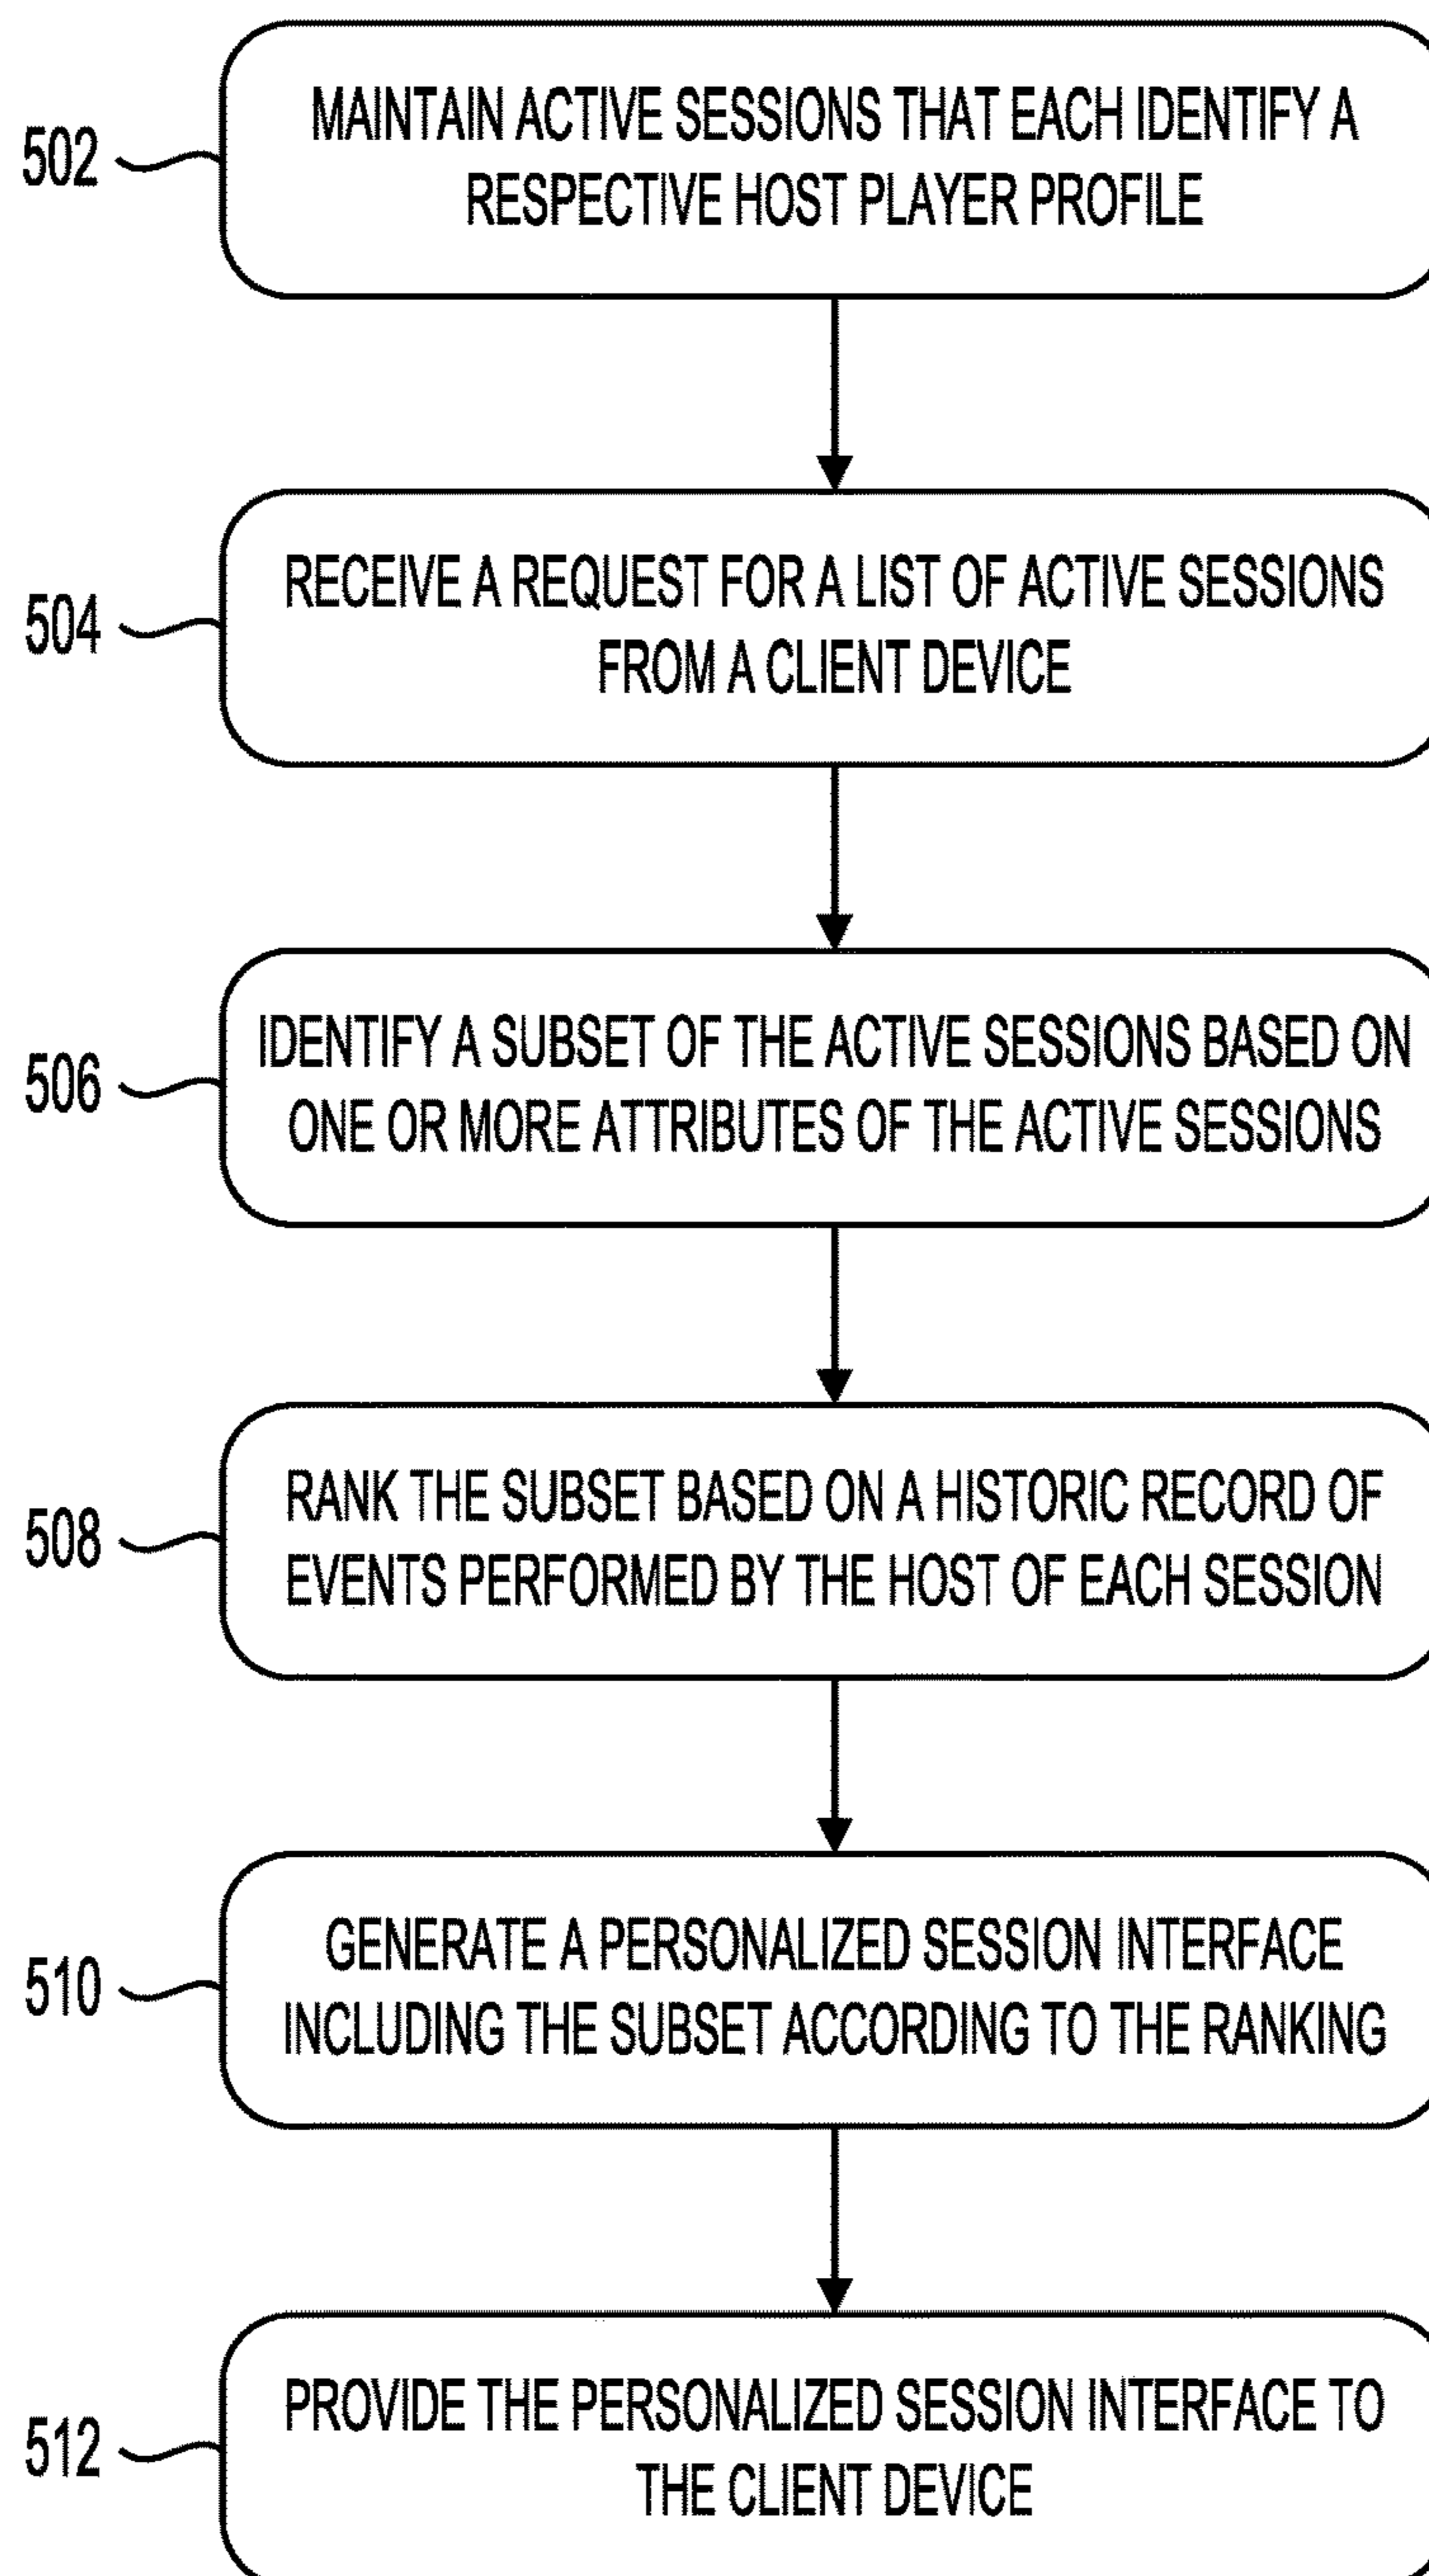 502
MAINTAIN ACTIVE SESSIONS THAT EACH IDENTIFY A
RESPECTIVE HOST PLAYER PROFILE
504
RECEIVE A REQUEST FOR A LIST OF ACTIVE SESSIONS
FROM A CLIENT DEVICE
506
IDENTIFY A SUBSET OF THE ACTIVE SESSIONS BASED ON
ONE OR MORE ATTRIBUTES OF THE ACTIVE SESSIONS
508
RANK THE SUBSET BASED ON A HISTORIC RECORD OF
EVENTS PERFORMED BY THE HOST OF EACH SESSION
510
GENERATE A PERSONALIZED SESSION INTERFACE
INCLUDING THE SUBSET ACCORDING TO THE RANKING
512
PROVIDE THE PERSONALIZED SESSION INTERFACE TO
THE CLIENT DEVICE